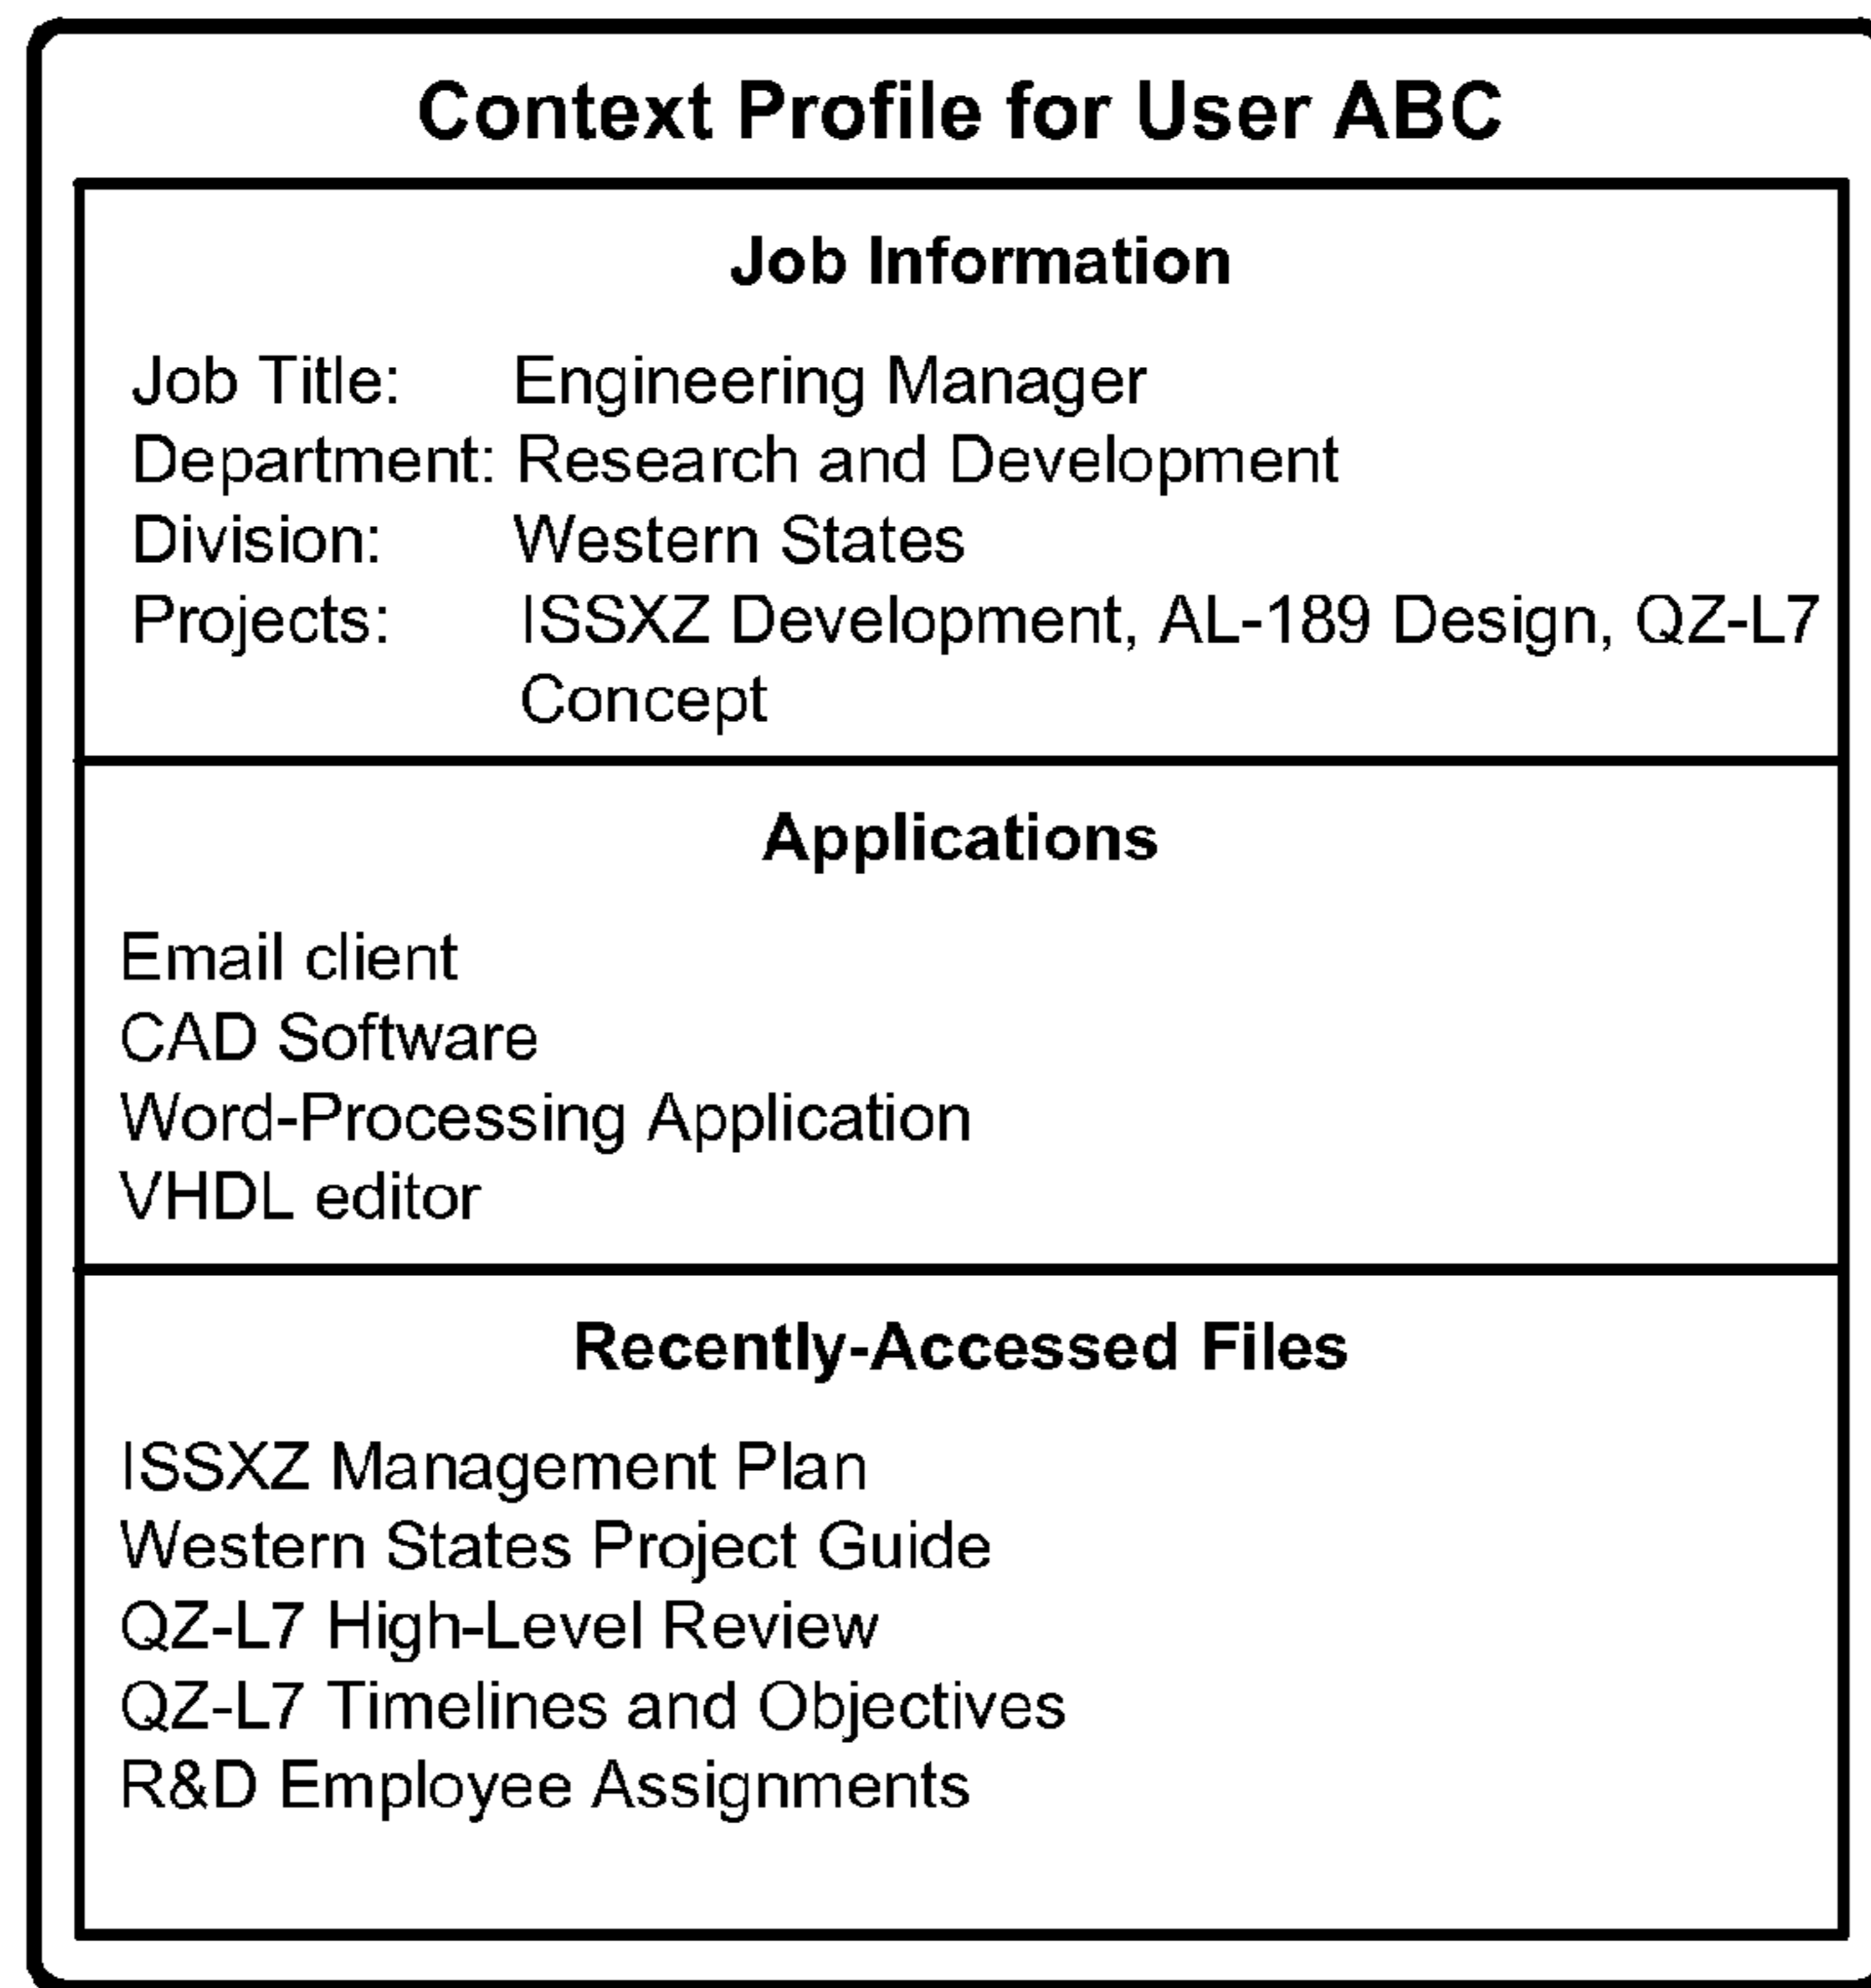 Context Profile for User ABC
Job Information
Job Title: Engineering Manager
Department: Research and Development
Division: Western States
Projects: ISSXZ Development, AL-189 Design, QZ-L7
Concept
Applications
Email client
CAD Software
Word-Processing Application
VHDL editor
Recently-Accessed Files
ISSXZ Management Plan
Western States Project Guide
QZ-L7 High-Level Review
QZ-L7 Timelines and Objectives
R&D Employee Assignments